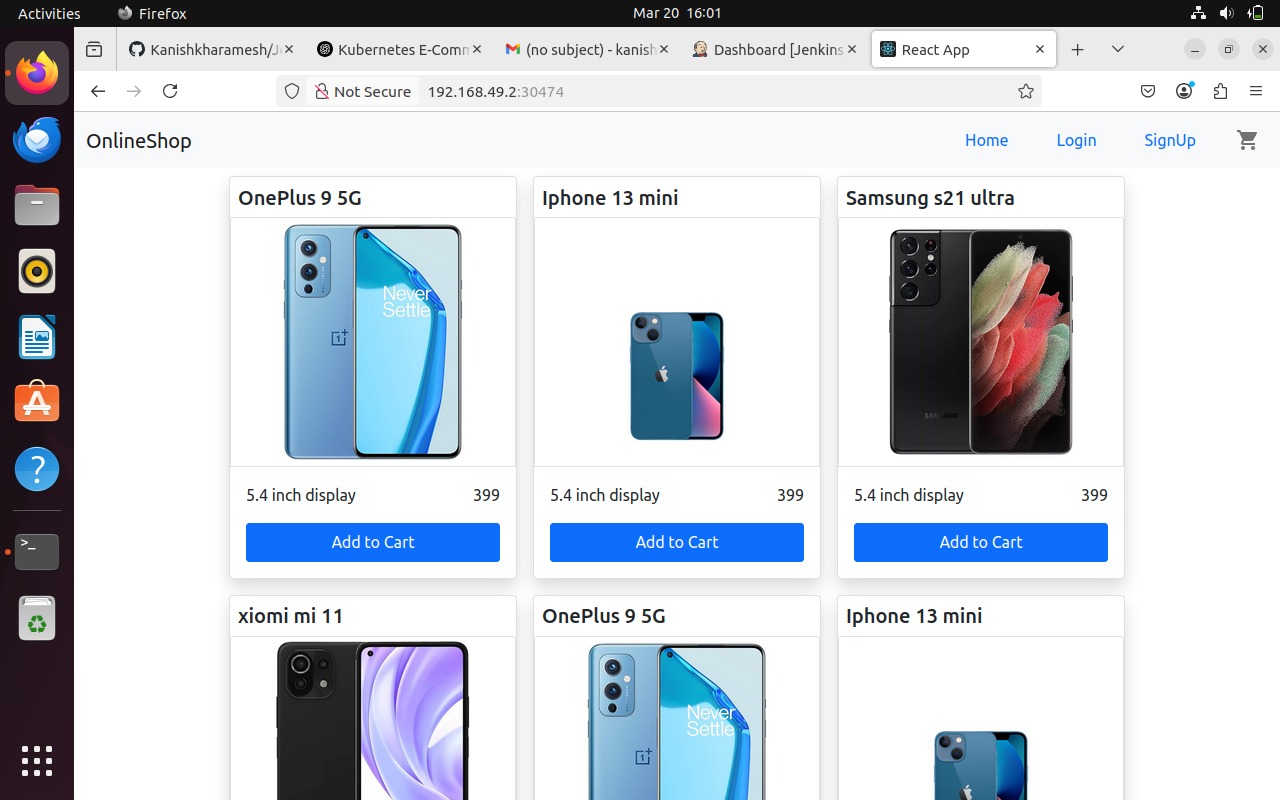 Activities Firefox Mar 20 16:01
Kanishkharamesh/Je Kubernetes E-Comm (no subject) - kanish Dashboard [Jenkins React App
Not Secure 192.168.49.2:30474
OnlineShop Home Login SignUp
OnePlus 9 5G Iphone 13 mini Samsung s21 ultra
Never
Settle
SAMSUNG
5.4 inch display 399 5.4 inch display 399 5.4 inch display 399
Add to Cart Add to Cart Add to Cart
xiomi mi 11 OnePlus 9 5G Iphone 13 mini
Never
Settle